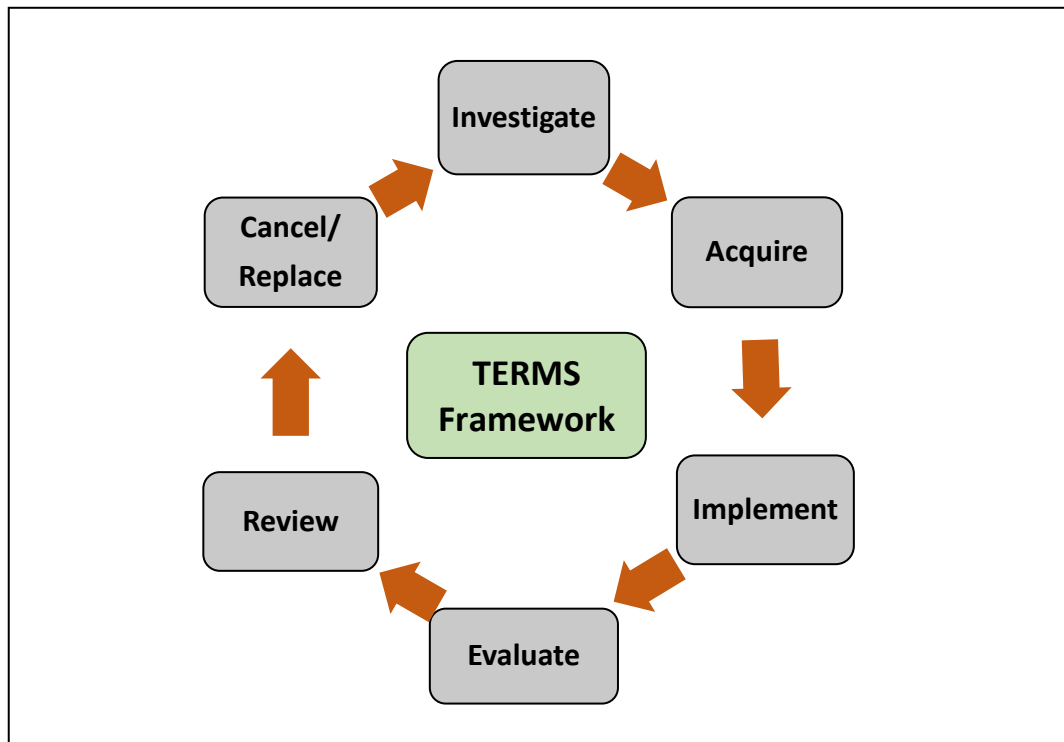 Investigate
Acquire
Implement
Evaluate
Review
Cancel/
Replace
TERMS
Framework